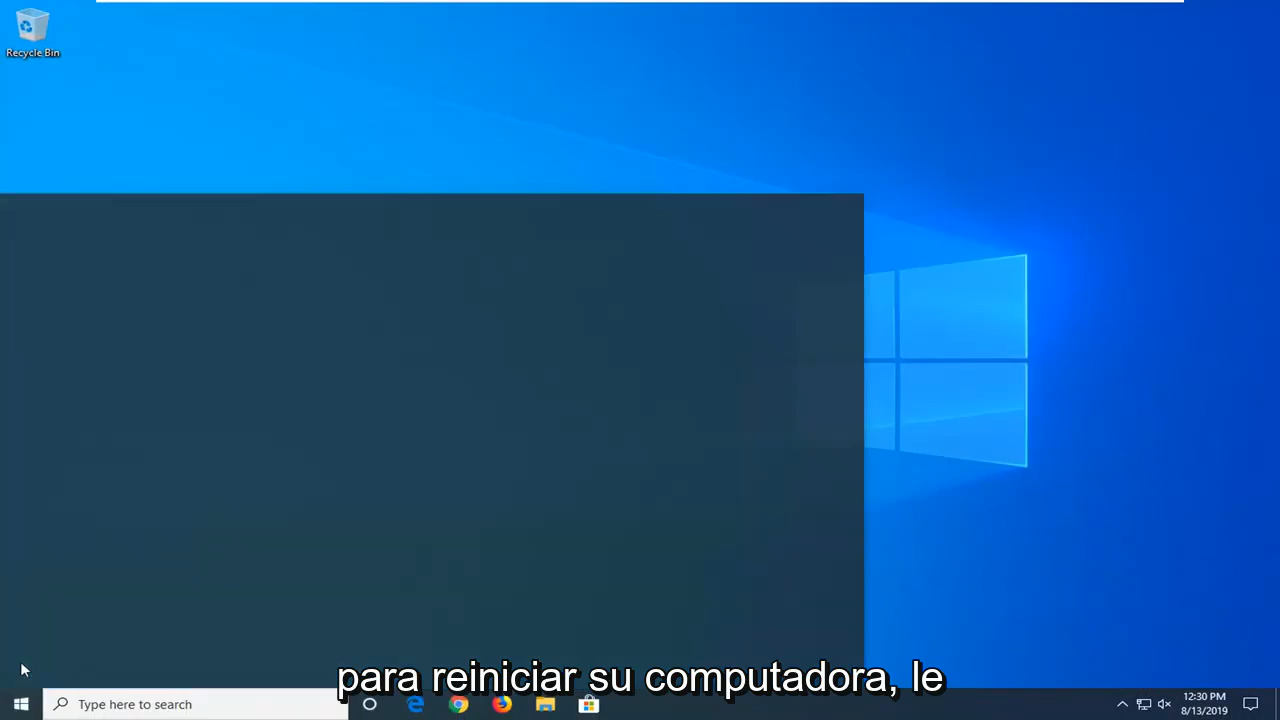 Recycle Bin
para reiniciar su computadora, le
Type here to search
12:30 PM
8/13/2019